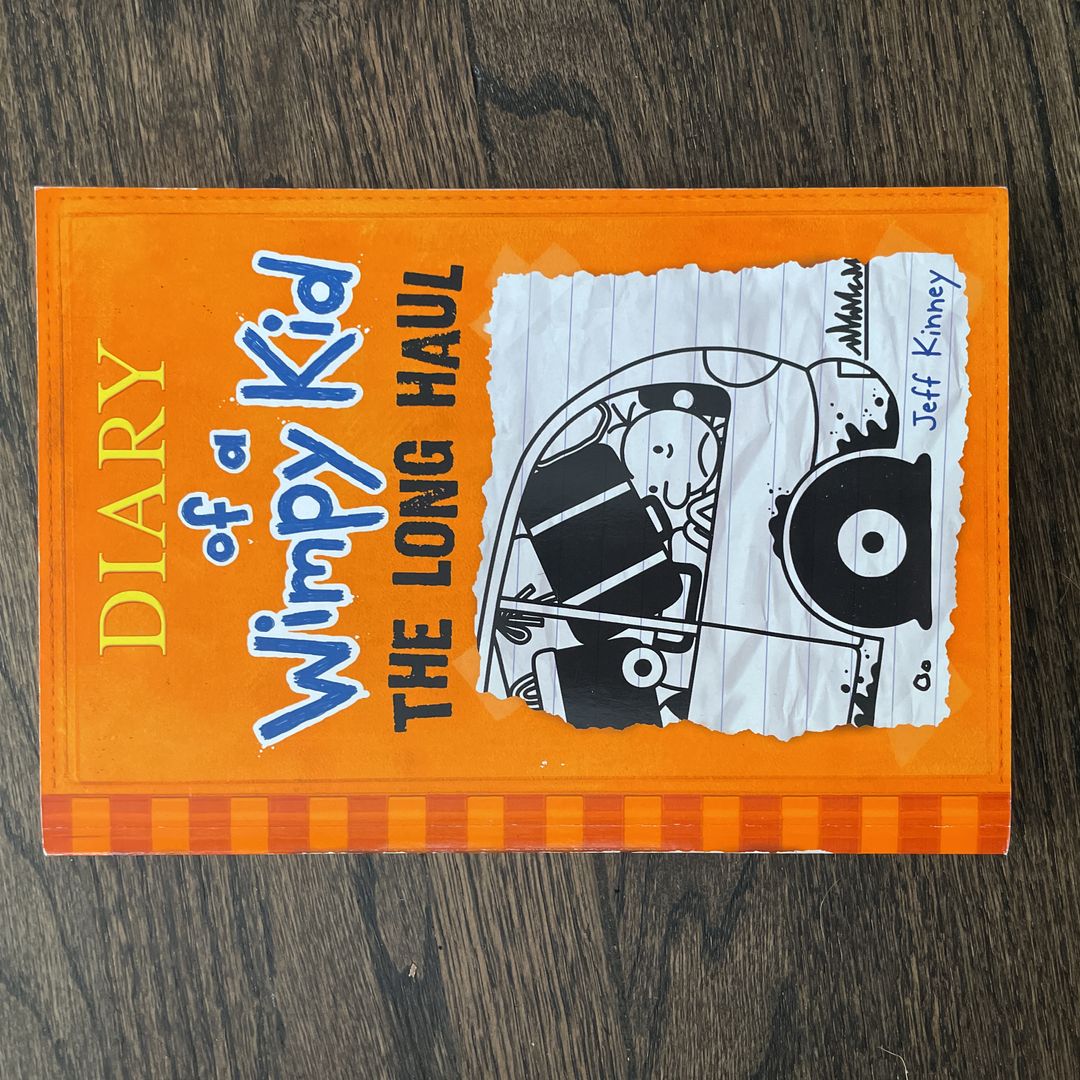 DIARY
of a
Wimpy Kid
THE LONG HAUL
Jeff Kinney